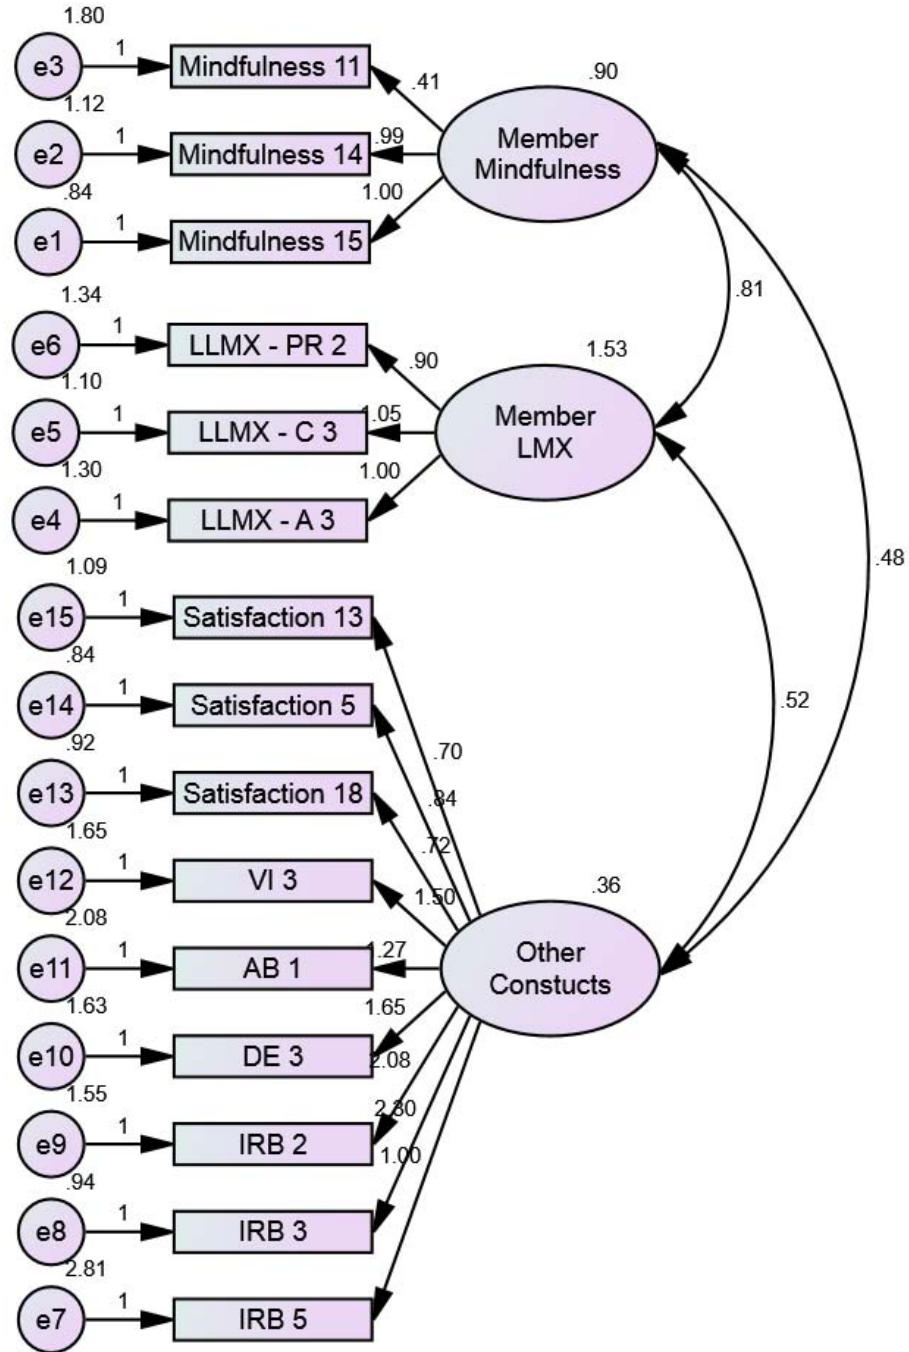 1.80
e3
1
Mindfulness 11
.41
.90
Member
Mindfulness
1.12
e2
1
Mindfulness 14
.99
.84
e1
1
Mindfulness 15
1.00
.81
1.34
e6
1
LLMX - PR 2
.90
1.53
Member
LMX
1.10
e5
1
LLMX - C 3
1.05
1.30
e4
1
LLMX - A 3
1.00
.48
1.09
e15
1
Satisfaction 13
.70
.84
e14
1
Satisfaction 5
.84
.52
.92
e13
1
Satisfaction 18
.72
1.65
e12
1
VI 3
1.50
.36
Other
Constucts
2.08
e11
1
AB 1
1.27
1.63
e10
1
DE 3
1.65
1.55
e9
1
IRB 2
2.08
.94
e8
1
IRB 3
2.30
2.81
e7
1
IRB 5
1.00